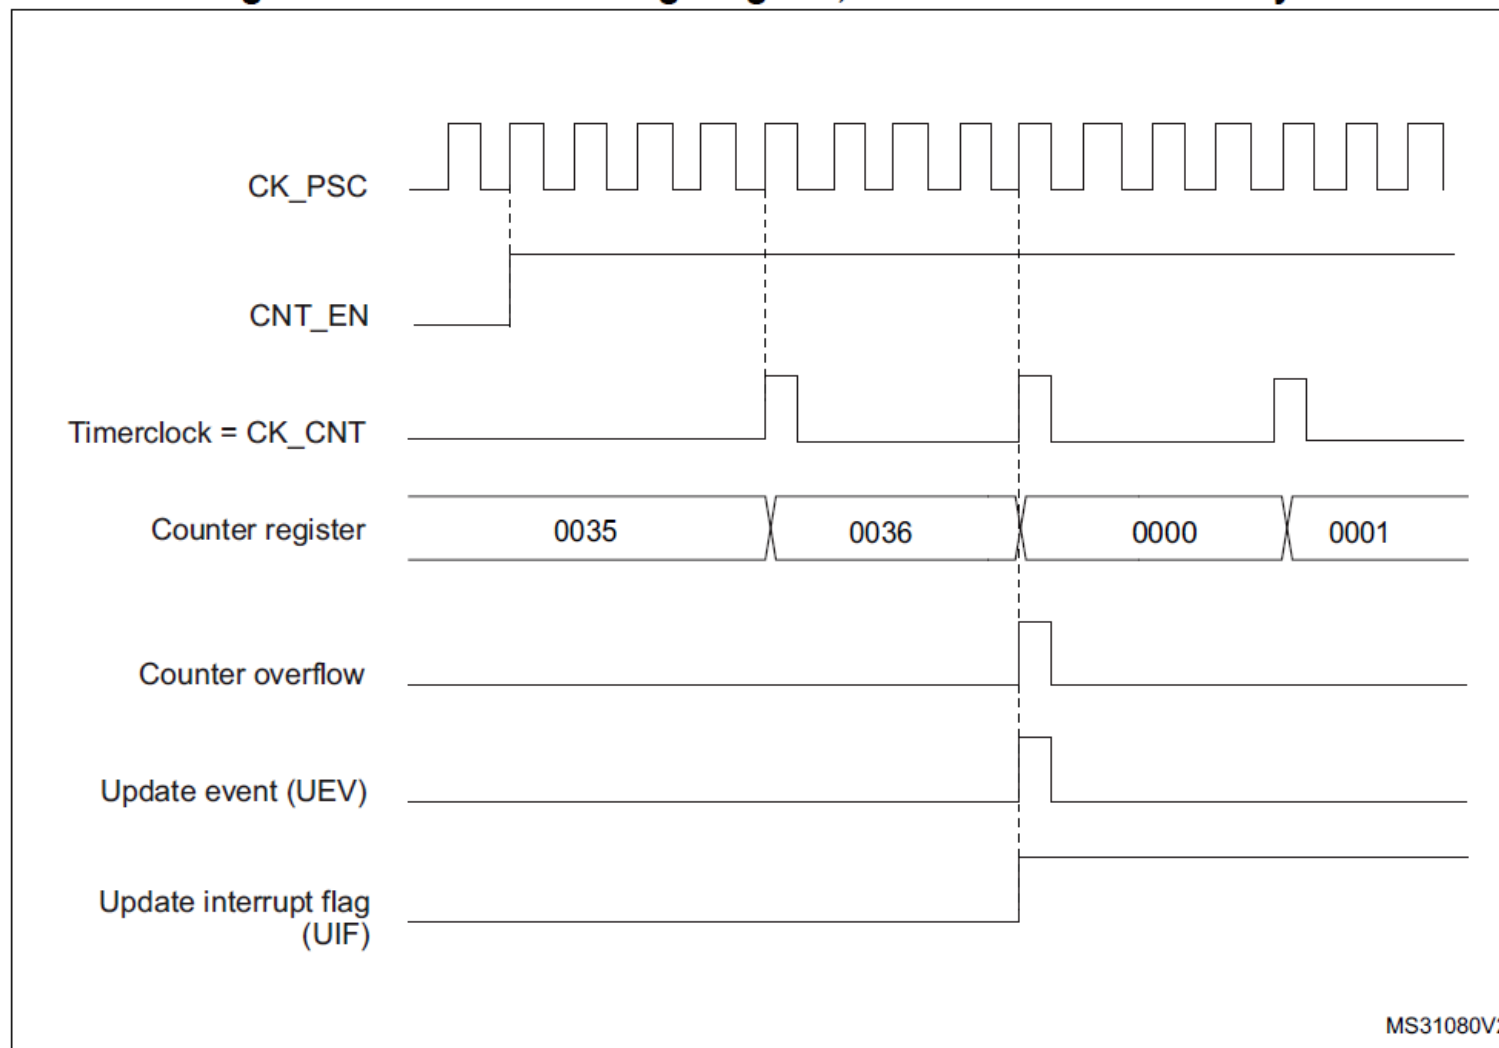 CK_PSC
CNT_EN
Timerclock = CK_CNT
Counter register
0035
0036
0000
0001
Counter overflow
Update event (UEV)
Update interrupt flag
(UIF)